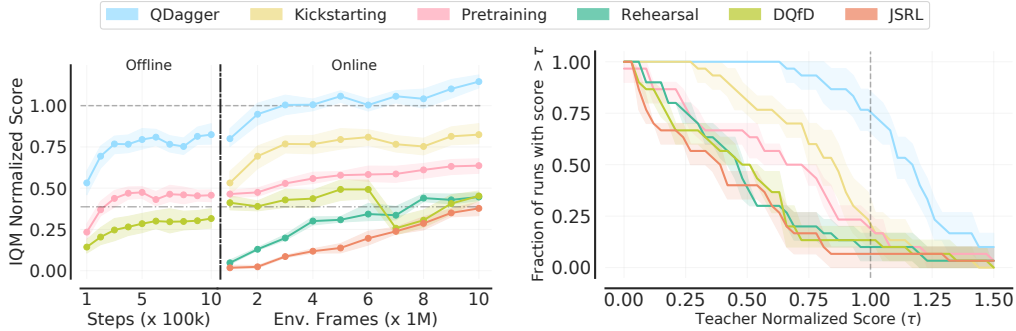 QDagger Kickstarting Pretraining Rehearsal DQfD JSRL
Offline Online
IQM Normalized Score
1.00
0.75
0.50
0.25
0.00
1 5 10 2 4 6 8 10
Steps (x 100k) Env. Frames (x 1M)
Fraction of runs with score > τ
1.00
0.75
0.50
0.25
0.00
0.00 0.25 0.50 0.75 1.00 1.25 1.50
Teacher Normalized Score (τ)